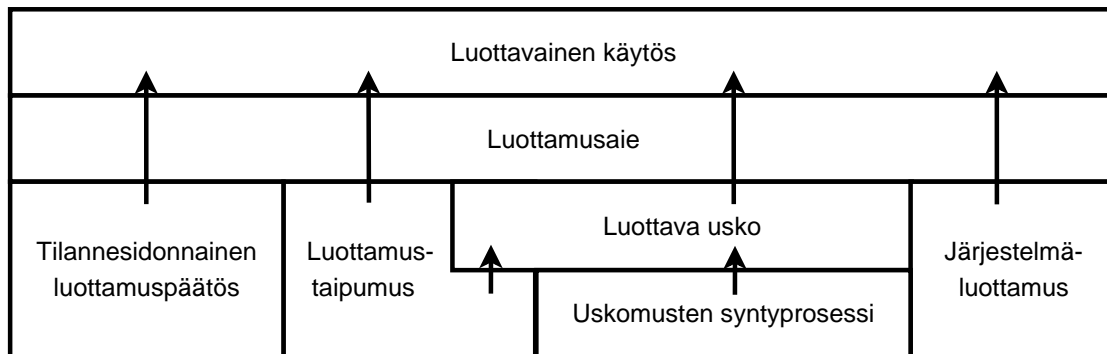 Luottavainen käytös
Luottamusaie
Tilannesidonnainen
luottamuspäätös
Luottamus-
taipumus
Luottava usko
Uskomusten syntyprosessi
Järjestelmä-
luottamus